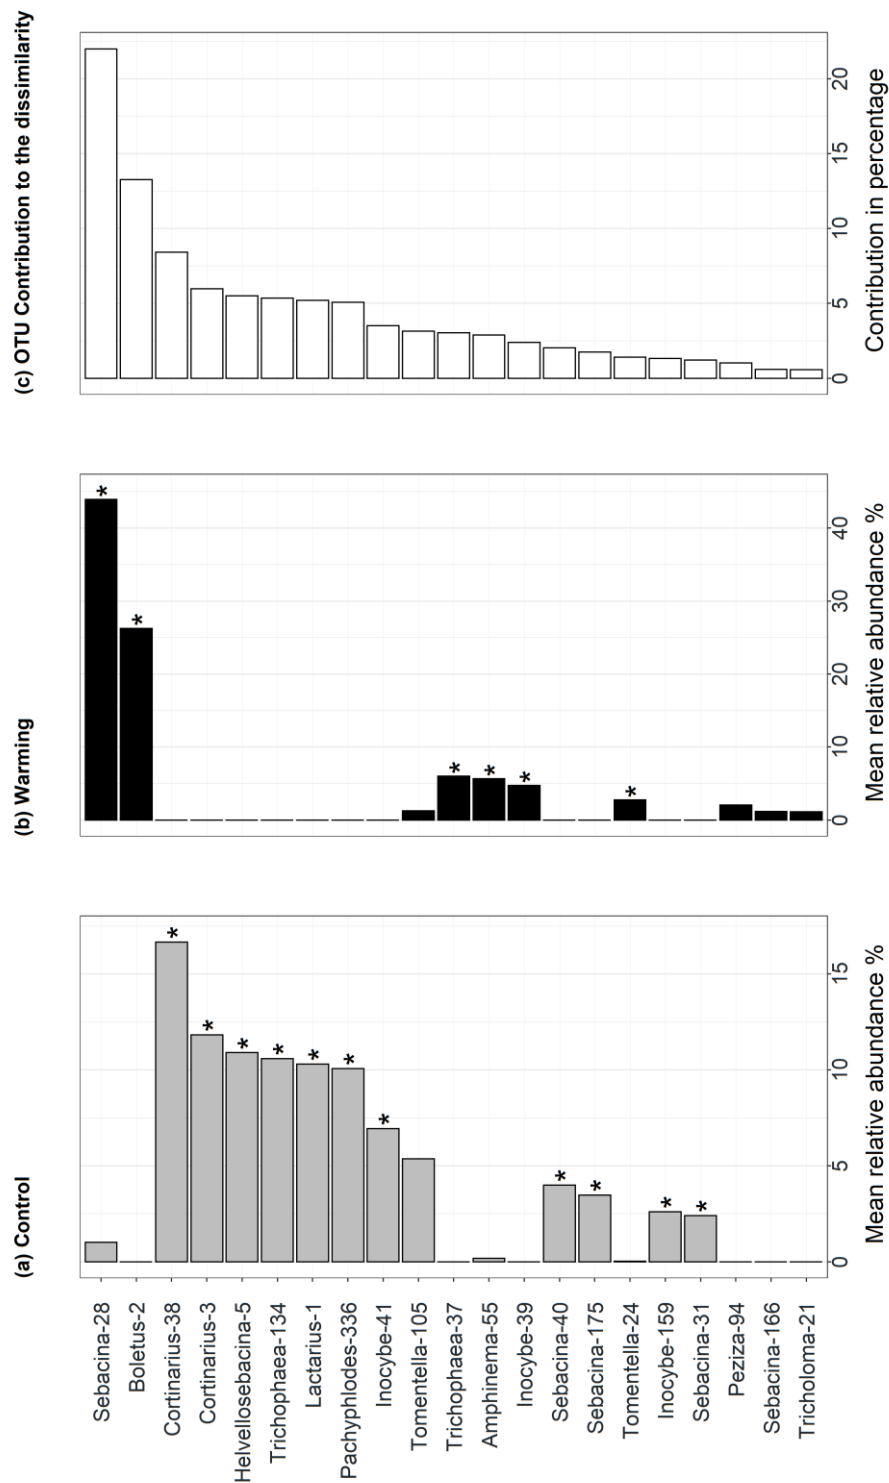 (a) Control
(b) Warming
(c) OTU Contribution to the dissimilarity
Sebacina-28
Boletus-2
Cortinarius-38
Cortinarius-3
Helvellosebacina-5
Trichophaea-134
Lactarius-1
Pachyphlodes-336
Inocybe-41
Tomentella-105
Trichophaea-37
Amphinema-55
Inocybe-39
Sebacina-40
Sebacina-175
Tomentella-24
Inocybe-159
Sebacina-31
Peziza-94
Sebacina-166
Tricholoma-21
* * * * * * * * * * *
* * * * * *
0 5 10 15
0 10 20 30 40
0 5 10 15 20
Mean relative abundance %
Mean relative abundance %
Contribution in percentage